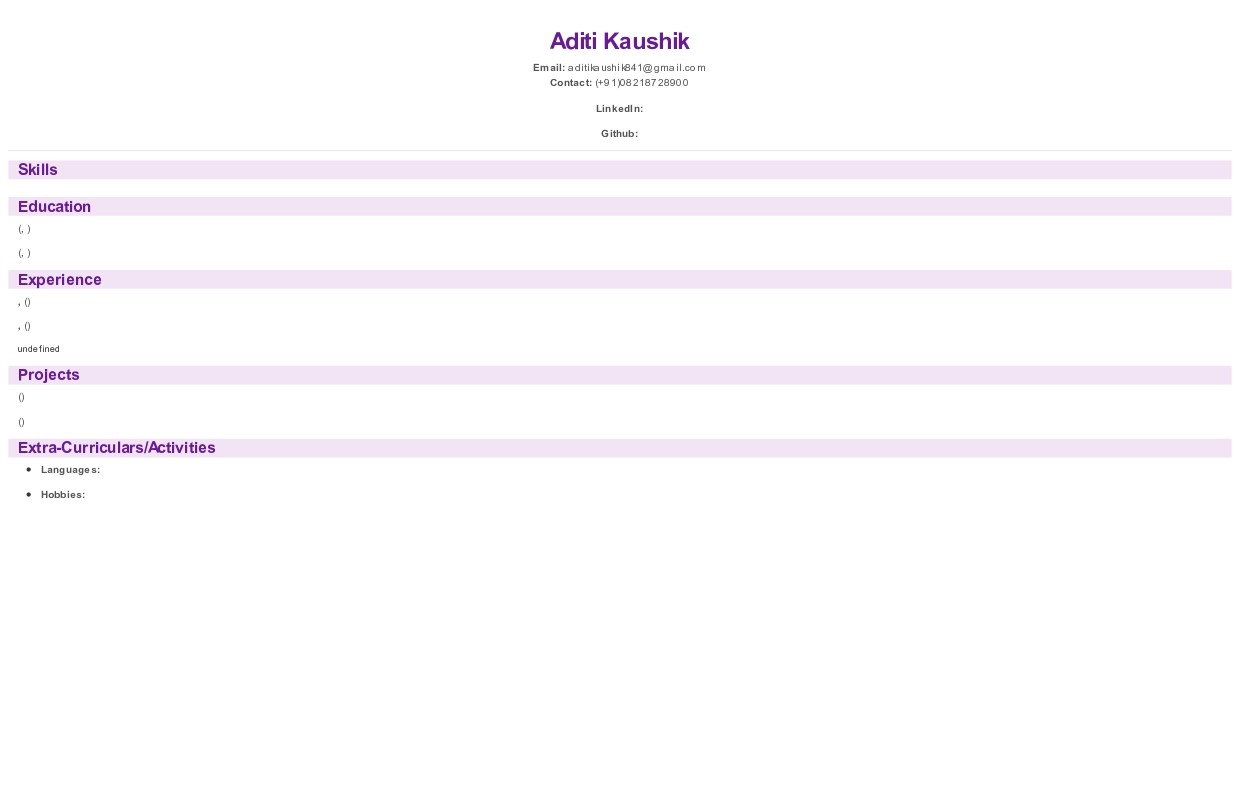 Aditi Kaushik
Email: aditikaushik841@gmail.com
Contact: (+91)08218728900
LinkedIn:
Github:
Skills
Education
(, )
(, )
Experience
, ()
, ()
undefined
Projects
()
()
Extra-Curriculars/Activities
• Languages:
• Hobbies: